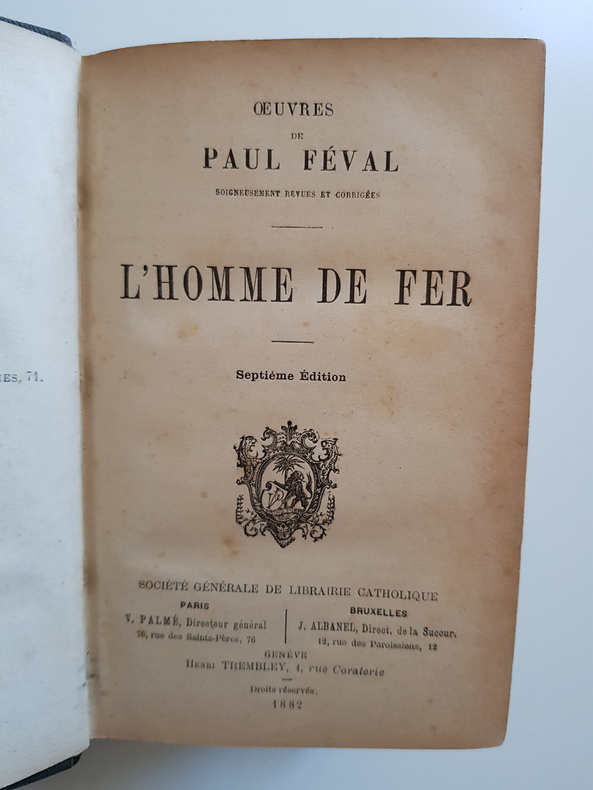 ŒUVRES
DE
PAUL FÉVAL
SOIGNEUSEMENT REVUES ET CORRIGÉES
L'HOMME DE FER
Septiéme Édition
VP
SOCIÉTÉ GÉNÉRALE DE LIBRAIRIE CATHOLIQUE
PARIS
V. PALMÉ, Directeur général
76, rue des Saints-Pères, 76
BRUXELLES
J. ALBANEL, Direct. de la Succur.
12, rue des Paroissiens, 12
GENÈVE
HENRI TREMBLEY, 4, rue Corraterie
Droits réservés.
1882
ES, 71.